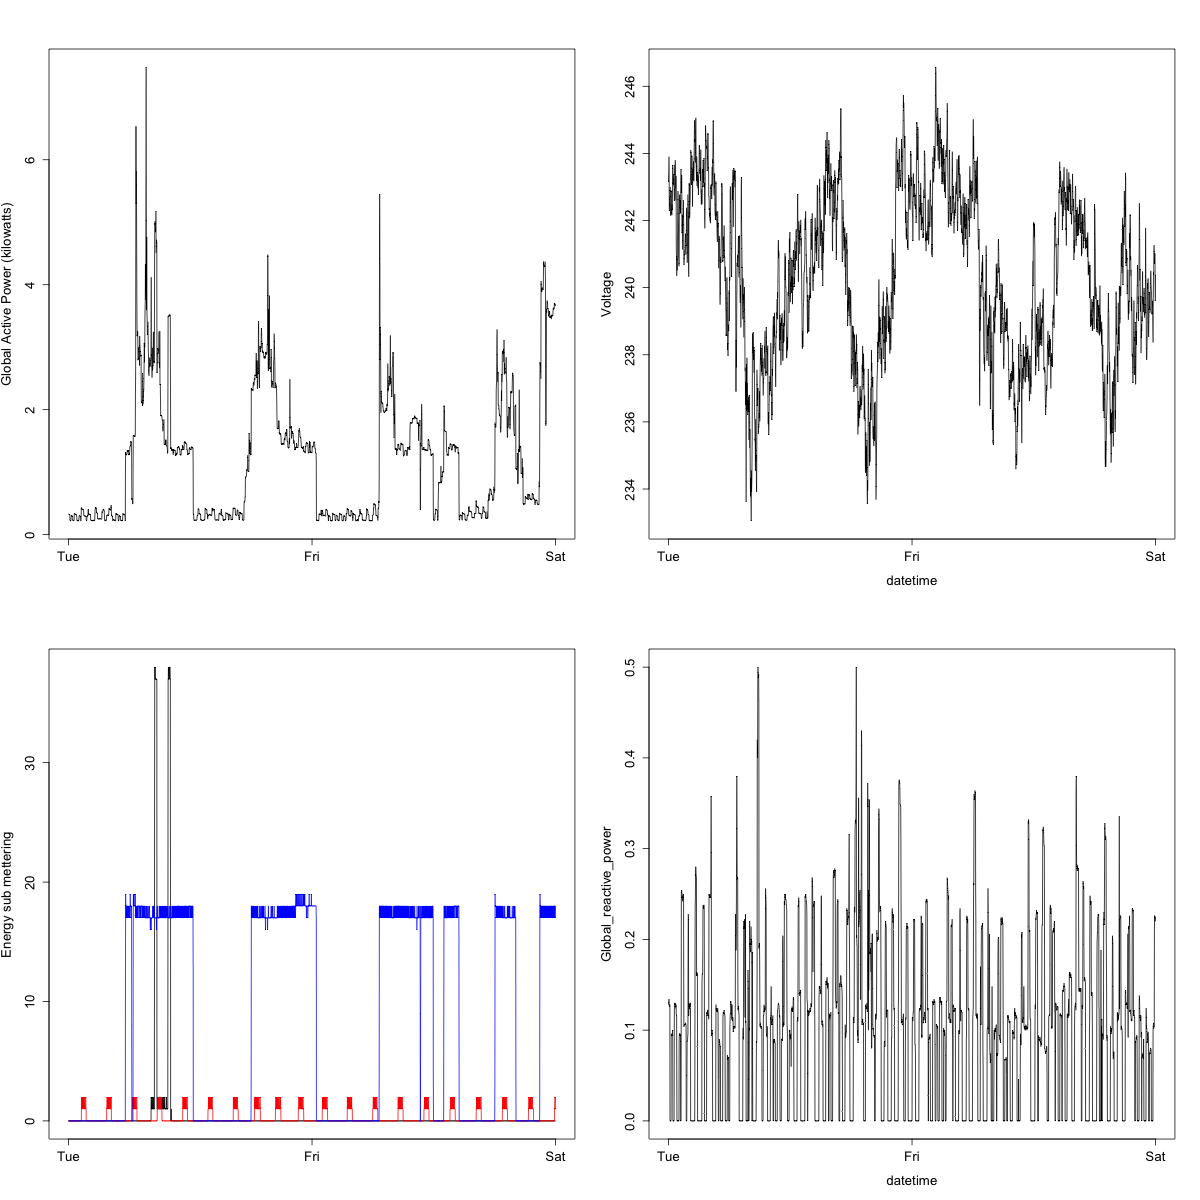 Global Active Power (kilowatts)
0
2
4
6
Tue
Fri
Sat
Voltage
234
236
238
240
242
244
246
Tue
Fri
Sat
datetime
Energy sub mettering
0
10
20
30
Tue
Fri
Sat
Global_reactive_power
0.0
0.1
0.2
0.3
0.4
0.5
Tue
Fri
Sat
datetime